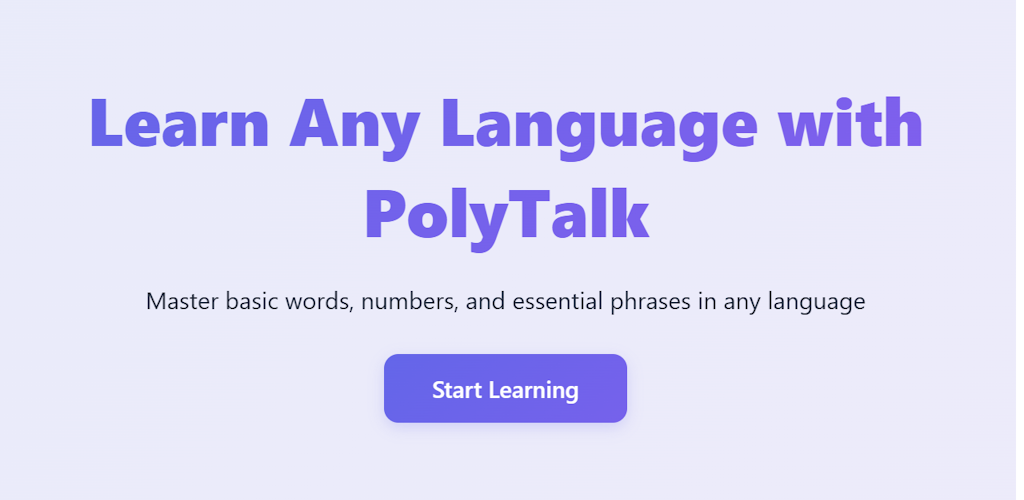 Learn Any Language with
PolyTalk
Master basic words, numbers, and essential phrases in any language
Start Learning